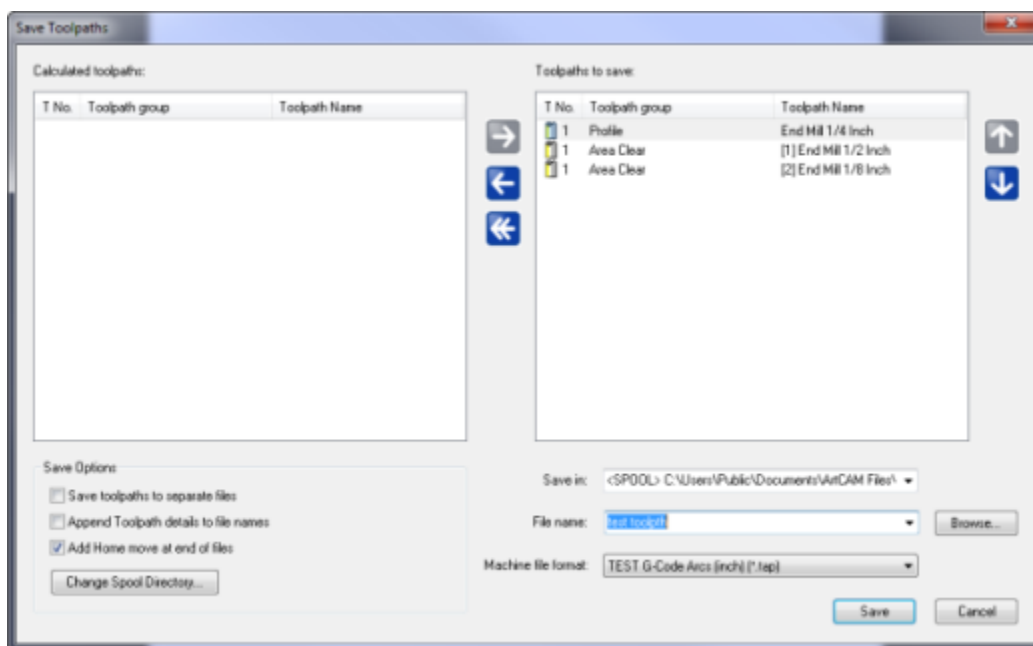 Save Toolpaths
Calculated toolpaths:
T No. Toolpath group Toolpath Name
Toolpaths to save:
T No. Toolpath group Toolpath Name
1 Profile End Mill 1/4 Inch
1 Area Clear [1] End Mill 1/2 Inch
1 Area Clear [2] End Mill 1/8 Inch
Save Options
Save toolpaths to separate files
Append Toolpath details to file names
Add Home move at end of files
Change Spool Directory...
Save in: <SPOOL> C:\Users\Public\Documents\ArtCAM Files\
File name: test toolpth Browse...
Machine file format: TEST G-Code Arcs (inch) (*.tap)
Save Cancel